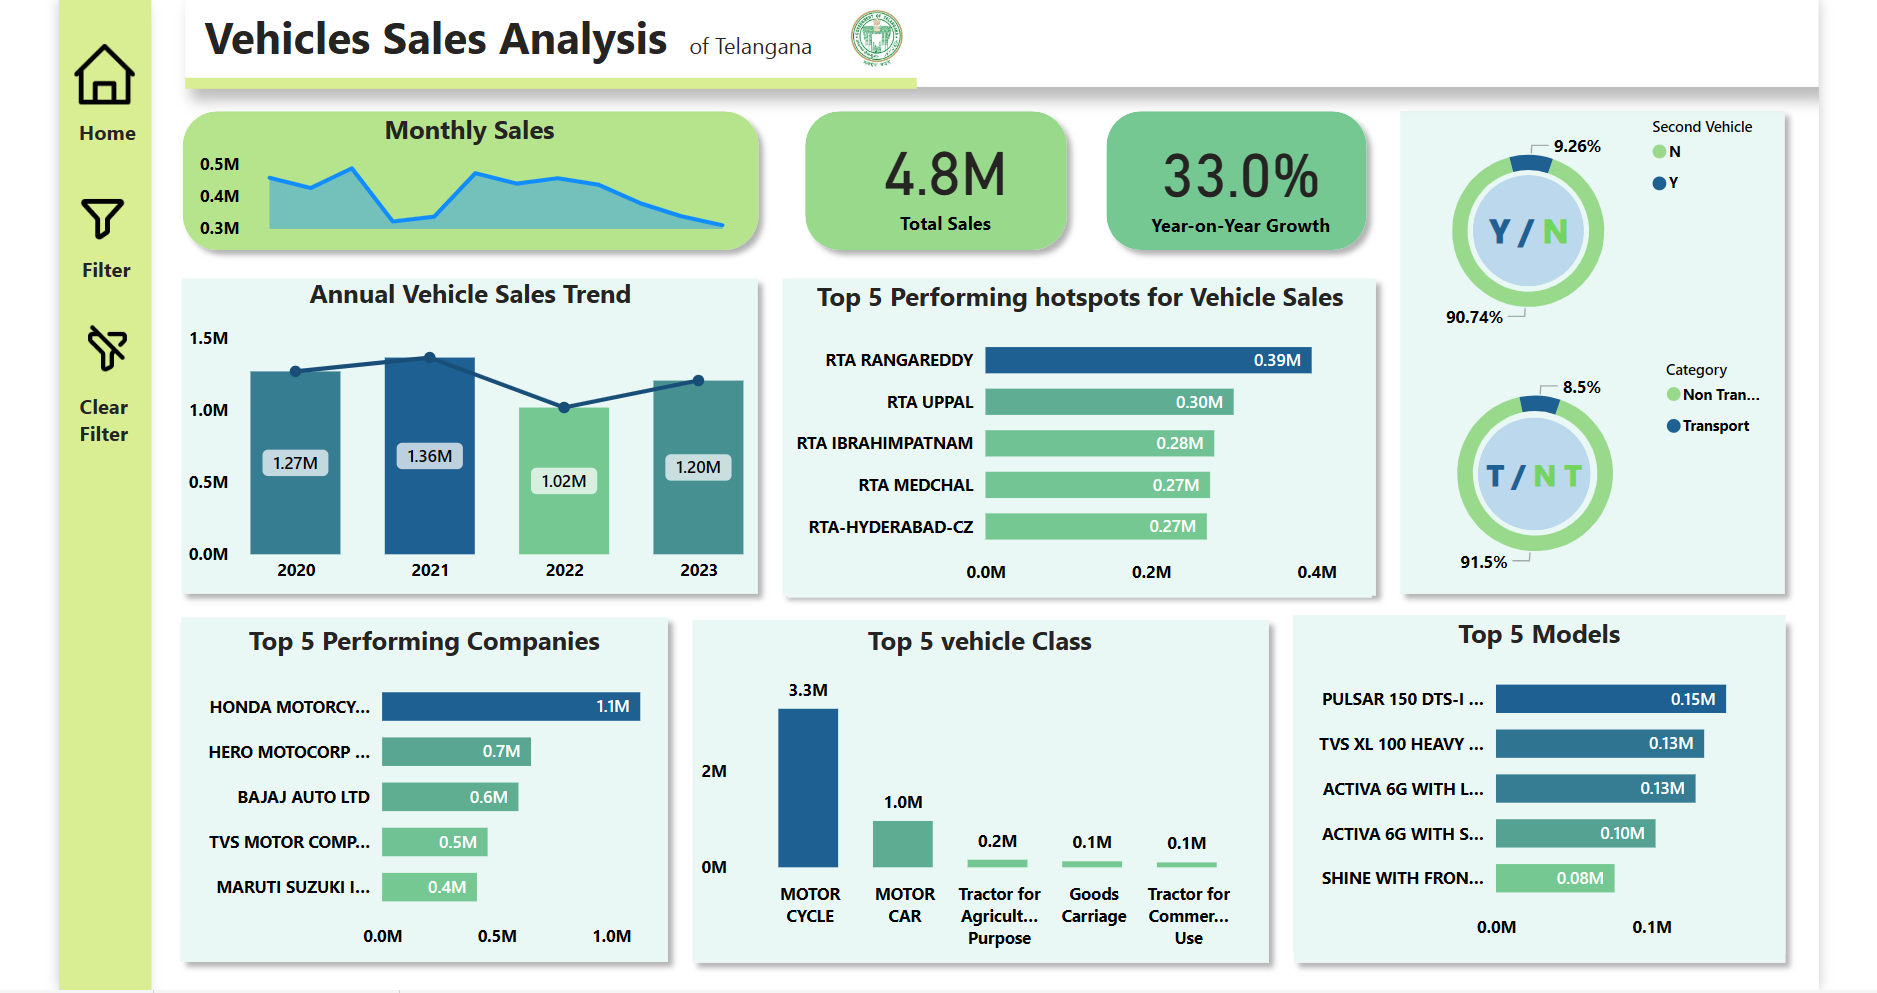 Vehicles Sales Analysis of Telangana
Home
Filter
Clear
Filter
Monthly Sales
0.5M
0.4M
0.3M
4.8M
Total Sales
33.0%
Year-on-Year Growth
Second Vehicle
N
Y
9.26%
Y / N
90.74%
Category
Non Tran...
Transport
8.5%
T / N T
91.5%
Annual Vehicle Sales Trend
1.5M
1.0M
0.5M
0.0M
1.27M
1.36M
1.02M
1.20M
2020
2021
2022
2023
Top 5 Performing hotspots for Vehicle Sales
RTA RANGAREDDY 0.39M
RTA UPPAL 0.30M
RTA IBRAHIMPATNAM 0.28M
RTA MEDCHAL 0.27M
RTA-HYDERABAD-CZ 0.27M
0.0M 0.2M 0.4M
Top 5 Performing Companies
HONDA MOTORCY... 1.1M
HERO MOTOCORP ... 0.7M
BAJAJ AUTO LTD 0.6M
TVS MOTOR COMP... 0.5M
MARUTI SUZUKI I... 0.4M
0.0M 0.5M 1.0M
Top 5 vehicle Class
2M
0M
3.3M
1.0M
0.2M
0.1M
0.1M
MOTOR
CYCLE
MOTOR
CAR
Tractor for
Agricult...
Purpose
Goods
Carriage
Tractor for
Commer...
Use
Top 5 Models
PULSAR 150 DTS-I ... 0.15M
TVS XL 100 HEAVY ... 0.13M
ACTIVA 6G WITH L... 0.13M
ACTIVA 6G WITH S... 0.10M
SHINE WITH FRON... 0.08M
0.0M 0.1M